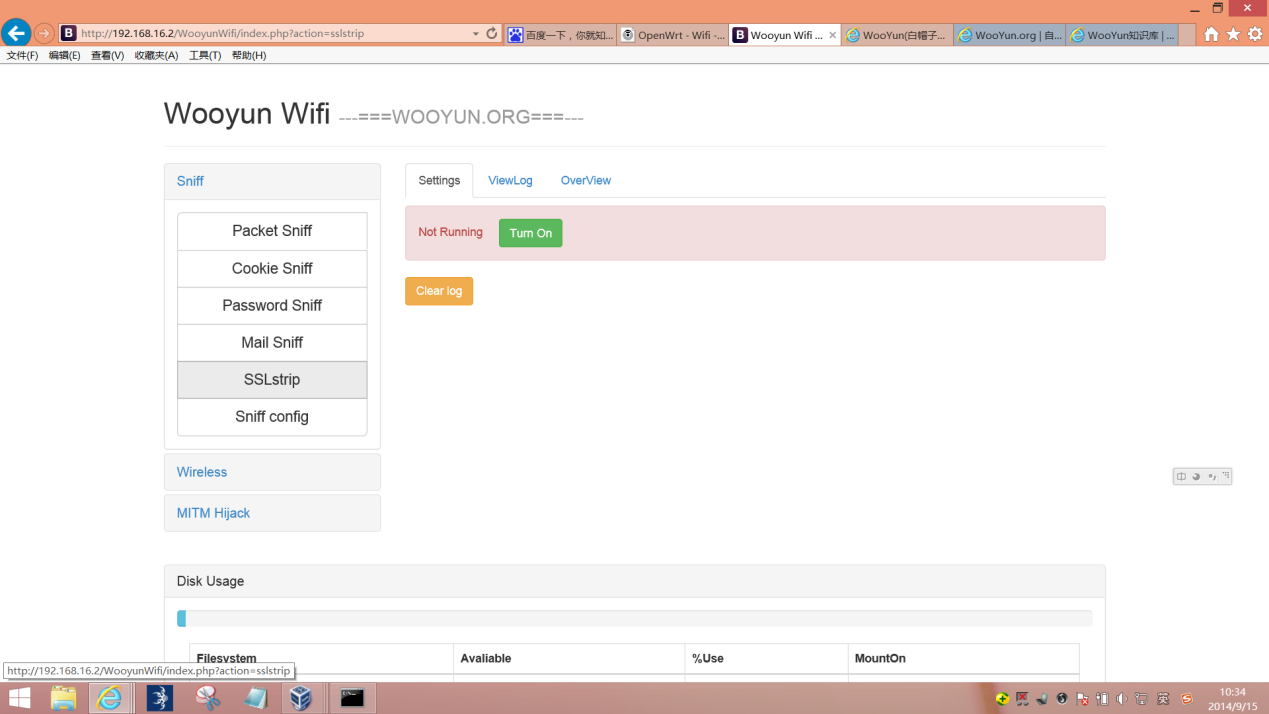 http://192.168.16.2/WooyunWifi/index.php?action=sslstrip
百度一下，你就知...
OpenWrt - Wifi -...
Wooyun Wifi ...
WooYun(白帽子...
WooYun.org | 自...
WooYun知识库 | ...
文件(F) 编辑(E) 查看(V) 收藏夹(A) 工具(T) 帮助(H)
Wooyun Wifi ---===WOOYUN.ORG===---
Sniff
Packet Sniff
Cookie Sniff
Password Sniff
Mail Sniff
SSLstrip
Sniff config
Wireless
MITM Hijack
Settings ViewLog OverView
Not Running Turn On
Clear log
中
Disk Usage
Filesystem Avaliable %Use MountOn
http://192.168.16.2/WooyunWifi/index.php?action=sslstrip
英
10:34
2014/9/15